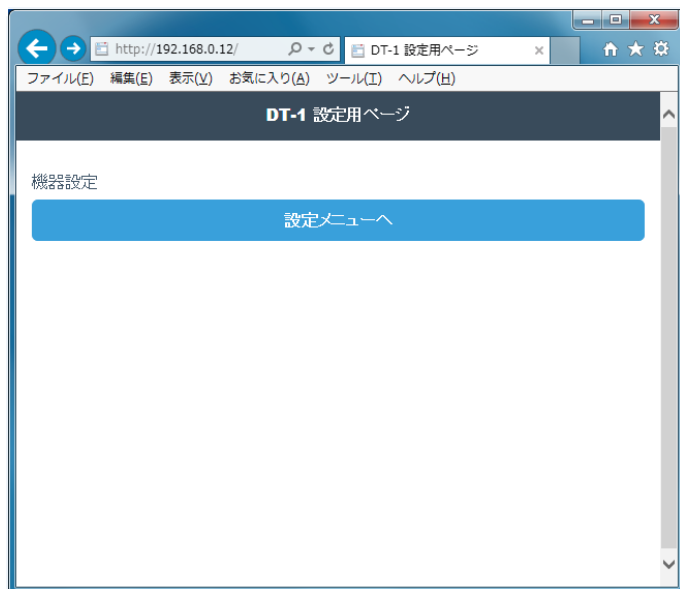 http://192.168.0.12/
DT-1 設定用ページ
ファイル(F) 編集(E) 表示(V) お気に入り(A) ツール(T) ヘルプ(H)
DT-1 設定用ページ
機器設定
設定メニューへ